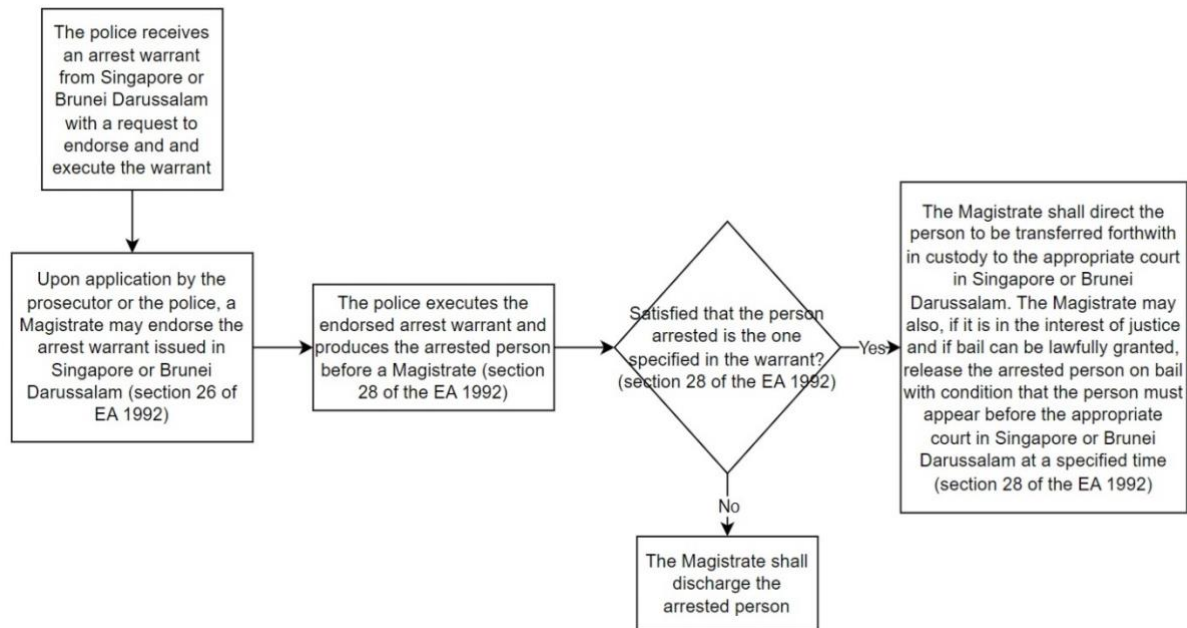 The police receives
an arrest warrant
from Singapore or
Brunei Darussalam
with a request to
endorse and and
execute the warrant
Upon application by the
prosecutor or the police, a
Magistrate may endorse the
arrest warrant issued in
Singapore or Brunei
Darussalam (section 26 of
EA 1992)
The police executes the
endorsed arrest warrant and
produces the arrested person
before a Magistrate (section
28 of the EA 1992)
Satisfied that the person
arrested is the one
specified in the warrant?
(section 28 of the EA 1992)
Yes
The Magistrate shall direct the
person to be transferred forthwith
in custody to the appropriate court
in Singapore or Brunei
Darussalam. The Magistrate may
also, if it is in the interest of justice
and if bail can be lawfully granted,
release the arrested person on bail
with condition that the person must
appear before the appropriate
court in Singapore or Brunei
Darussalam at a specified time
(section 28 of the EA 1992)
No
The Magistrate shall
discharge the
arrested person